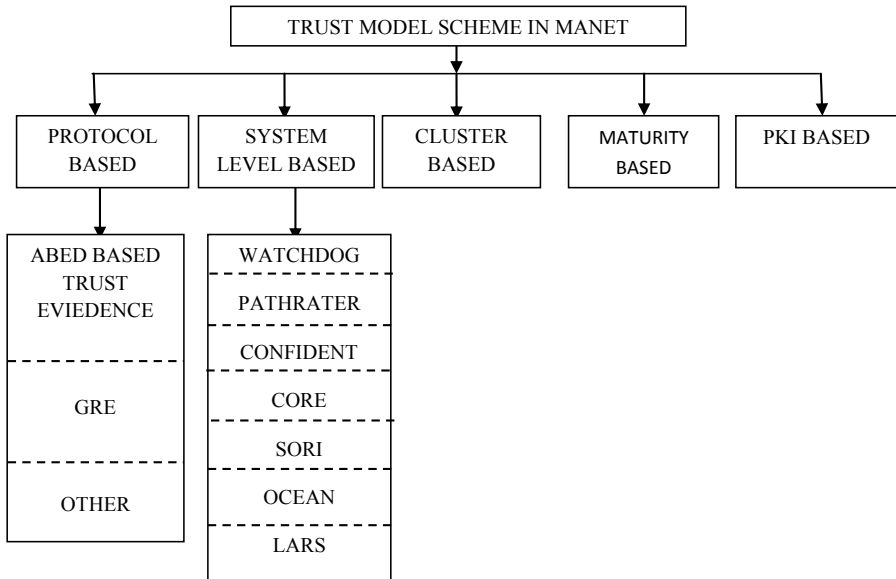 TRUST MODEL SCHEME IN MANET
PROTOCOL
BASED
SYSTEM
LEVEL BASED
CLUSTER
BASED
MATURITY
BASED
PKI BASED
ABED BASED
TRUST
EVIEDENCE
GRE
OTHER
WATCHDOG
PATHRATER
CONFIDENT
CORE
SORI
OCEAN
LARS